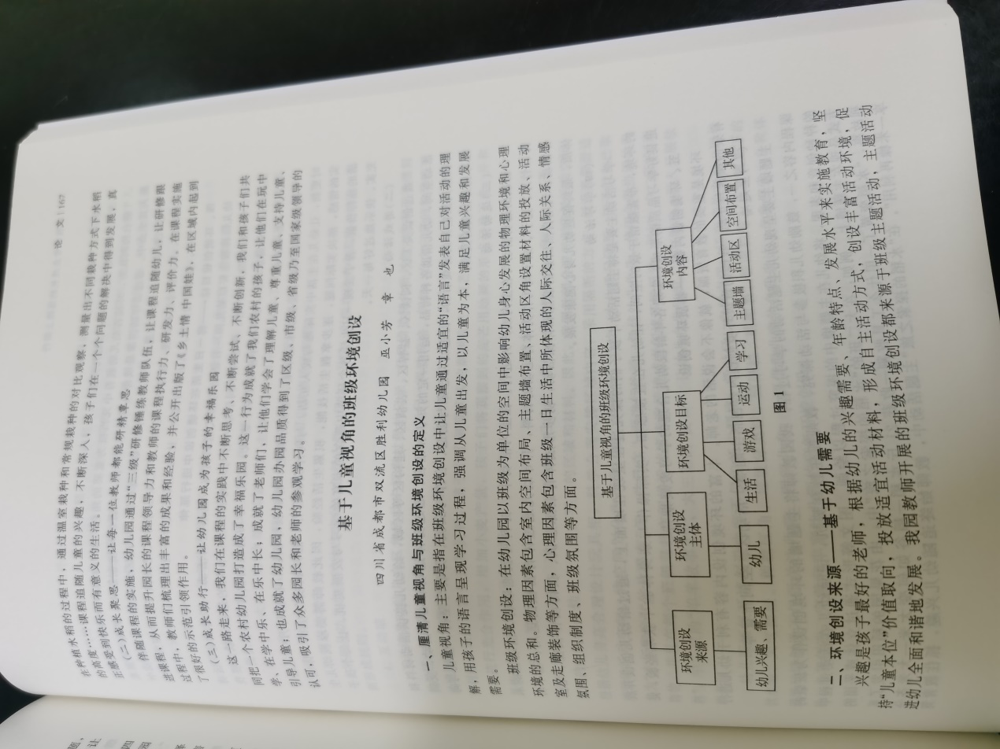 论　文 | 167
在种植水稻的过程中，通过温室栽种和常规栽种的对比观察，测量出不同栽种方式下水稻
的高度……课程追随儿童的兴趣，不断深入，孩子们在一个个问题的解决中得到发展，真
正感受到快乐而有意义的生活。
（二）成长聚思——让每一位教师都能研精覃思
伴随课程的实施，幼儿园通过“三级”研修锤练教师队伍，让课程追随幼儿，让研修跟
进课程，从而提升园长的课程领导力和教师的课程执行力、研发力、评价力。在课程实施
过程中，教师们梳理出丰富的成果和经验，并公开出版了《乡土情 中国娃》，在区域内起到
了很好的示范引领作用。
（三）成长助行——让幼儿园成为孩子的幸福乐园
这一路走来，我们在课程的实践中不断思考、不断尝试、不断创新，我们和孩子们共
同把一个农村幼儿园打造成了幸福乐园。这一行为成就了我们农村的孩子，让他们在玩中
学、在学中乐、在乐中长；成就了老师们，让他们学会了理解儿童、尊重儿童、支持儿童、
引导儿童；也成就了幼儿园，幼儿园办园品质得到了区级、市级、省级乃至国家级领导的
认可，吸引了众多园长和老师的参观学习。
基于儿童视角的班级环境创设
四川省成都市双流区胜利幼儿园　巫小芳　章　也
一、厘清儿童视角与班级环境创设的定义
儿童视角：主要是指在班级环境创设中让儿童通过适宜的“语言”发表自己对活动的理
解，用孩子的语言呈现学习过程，强调从儿童出发，以儿童为本，满足儿童兴趣和发展
需要。
班级环境创设：在幼儿园以班级为单位的空间中影响幼儿身心发展的物理环境和心理
环境的总和。物理因素包含室内空间布局、主题墙布置、活动区角设置材料的投放、活动
室及走廊装饰等方面，心理因素包含班级一日生活中所体现的人际交往、人际关系、情感
氛围、组织制度、班级氛围等方面。
基于儿童视角的班级环境创设
环境创设
来源
环境创设
主体
环境创设目标
环境创设
内容
幼儿兴趣、需要
幼儿
生活
游戏
运动
学习
主题墙
活动区
空间布置
其他
图 1
二、环境创设来源——基于幼儿需要
兴趣是孩子最好的老师，根据幼儿的兴趣需要、年龄特点、发展水平来实施教育，坚
持“儿童本位”价值取向，投放适宜活动材料，形成自主活动方式，创设丰富活动环境，促
进幼儿全面和谐地发展。我园教师开展的班级环境创设都来源于班级主题活动，主题活动